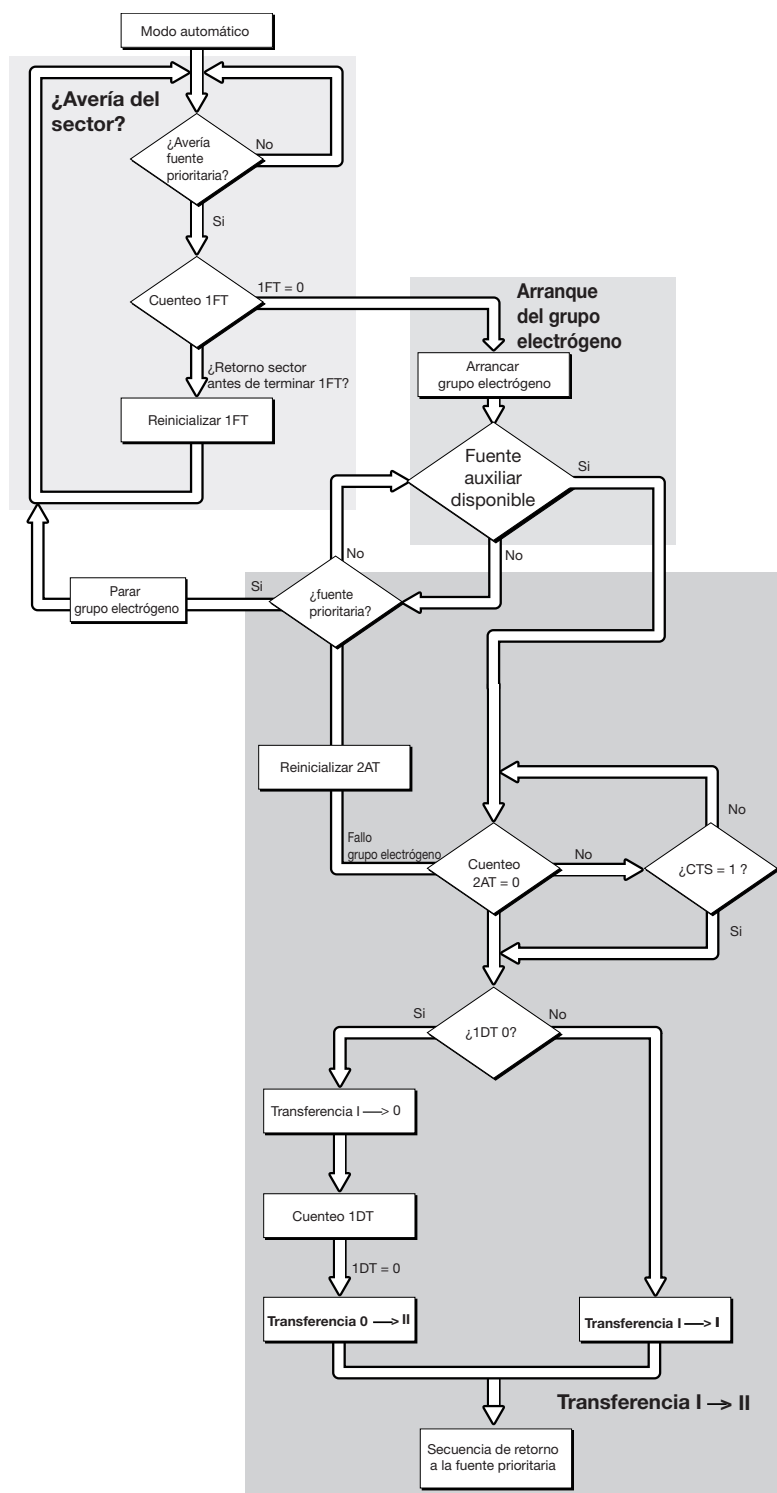 Modo automático
¿Avería del
sector?
¿Avería
fuente
prioritaria?
No
Si
Cuenteo 1FT
1FT = 0
¿Retorno sector
antes de terminar 1FT?
Reinicializar 1FT
Arranque
del grupo
electrógeno
Arrancar
grupo electrógeno
Fuente
auxiliar
disponible
Si
No
No
Si
¿fuente
prioritaria?
Parar
grupo electrógeno
Reinicializar 2AT
Fallo
grupo electrógeno
Cuenteo
2AT = 0
No
No
¿CTS = 1 ?
Si
Si
No
¿1DT 0?
Transferencia I —> 0
Cuenteo 1DT
1DT = 0
Transferencia 0 —> II
Transferencia I —> I
Transferencia I —> II
Secuencia de retorno
a la fuente prioritaria